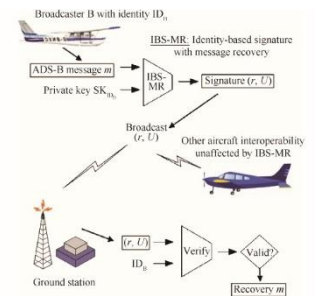 Broadcaster B with identity ID_B
IBS-MR: Identity-based signature
with message recovery
ADS-B message m
IBS-
MR
Signature (r, U)
Private key SK_ID_B
Broadcast
(r, U)
Other aircraft interoperability
unaffected by IBS-MR
(r, U)
ID_B
Verify
Valid?
Ground station
Recovery m